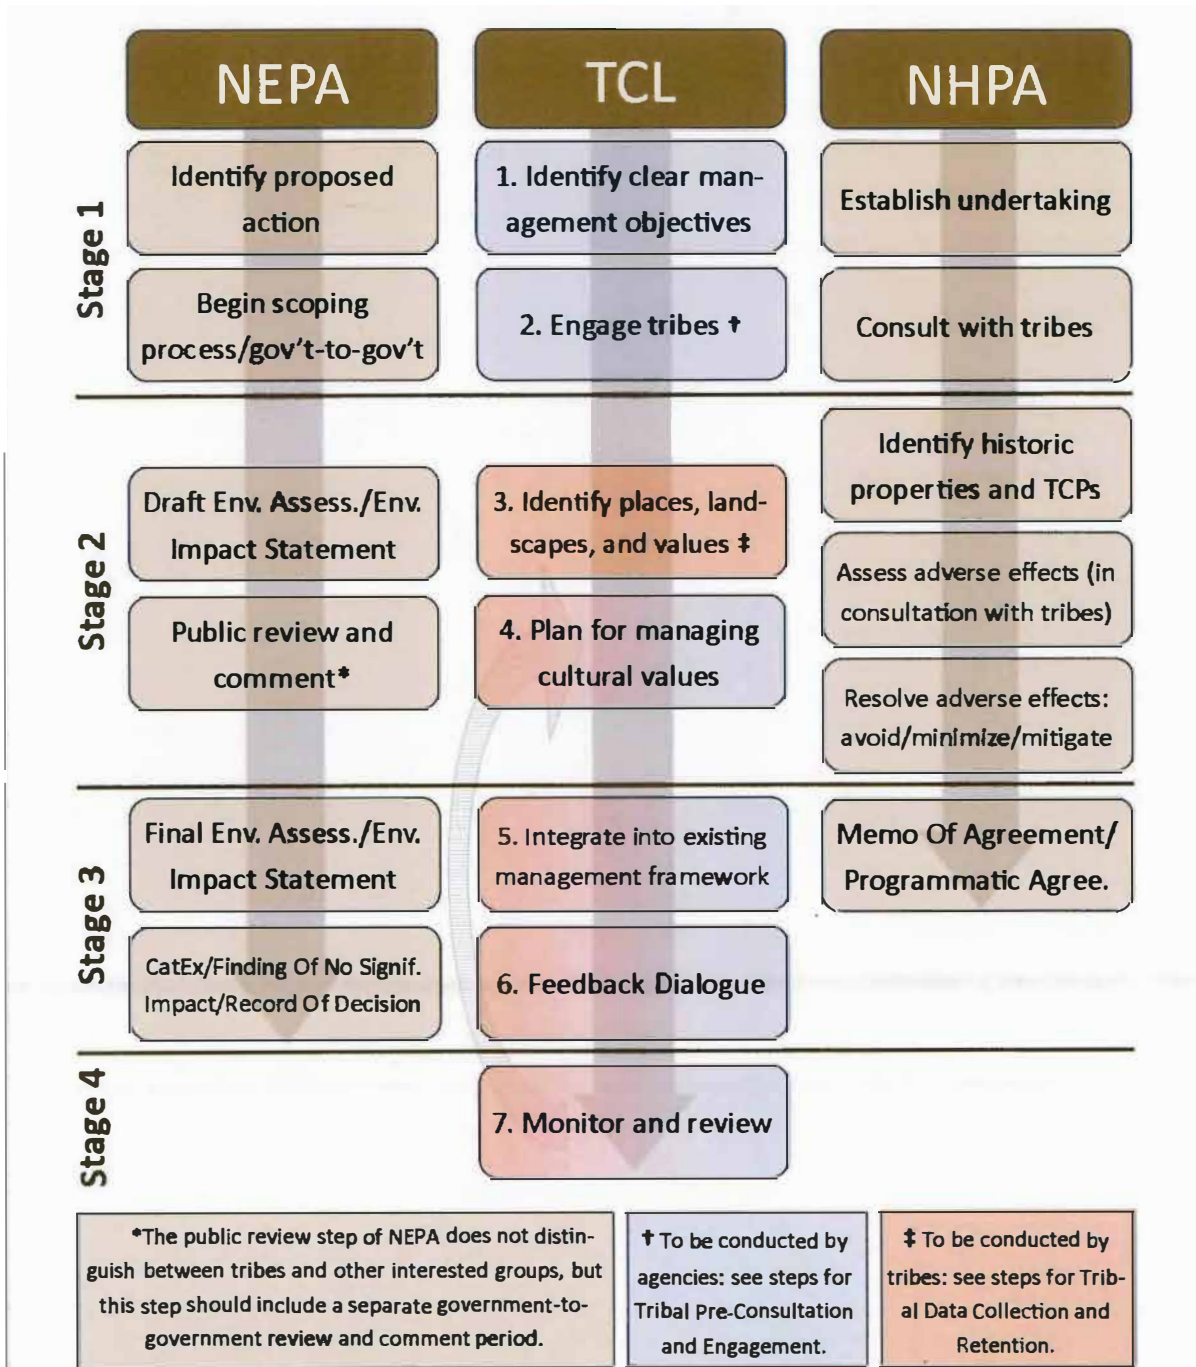 NEPA
TCL
NHPA
Stage 1
Identify proposed
action
1. Identify clear man-
agement objectives
Establish undertaking
Begin scoping
process/gov't-to-gov't
2. Engage tribes †
Consult with tribes
Stage 2
Draft Env. Assess./Env.
Impact Statement
3. Identify places, land-
scapes, and values ‡
Identify historic
properties and TCPs
Public review and
comment*
4. Plan for managing
cultural values
Assess adverse effects (in
consultation with tribes)
Resolve adverse effects:
avoid/minimize/mitigate
Stage 3
Final Env. Assess./Env.
Impact Statement
5. Integrate into existing
management framework
Memo Of Agreement/
Programmatic Agree.
CatEx/Finding Of No Signif.
Impact/Record Of Decision
6. Feedback Dialogue
Stage 4
7. Monitor and review
*The public review step of NEPA does not distin-
guish between tribes and other interested groups, but
this step should include a separate government-to-
government review and comment period.
† To be conducted by
agencies: see steps for
Tribal Pre-Consultation
and Engagement.
‡ To be conducted by
tribes: see steps for Trib-
al Data Collection and
Retention.